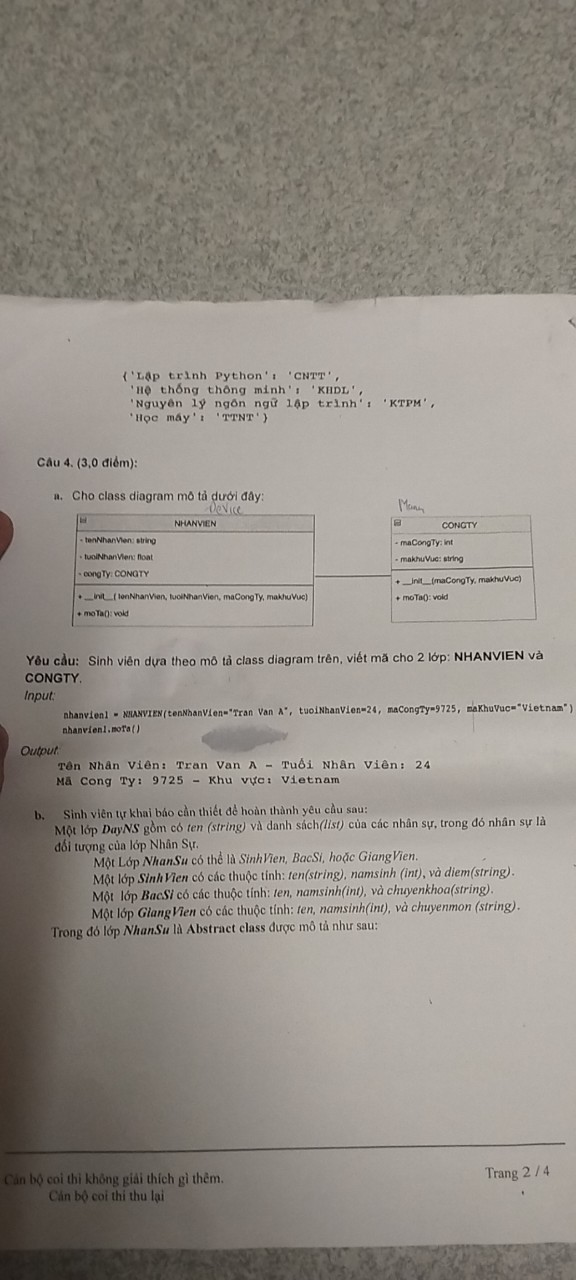 {'Lập trình Python': 'CNTT',
'Hệ thống thông minh': 'KHDL',
'Nguyên lý ngôn ngữ lập trình': 'KTPM',
'Học máy': 'TTNT'}
Câu 4. (3,0 điểm):
a. Cho class diagram mô tả dưới đây:
Device
NHANVIEN
- tenNhanVien: string
- tuoiNhanVien: float
- congTy: CONGTY
+ __init__( tenNhanVien, tuoiNhanVien, maCongTy, makhuVuc)
+ moTa(): void
CONGTY
- maCongTy: int
- makhuVuc: string
+ __init__(maCongTy, makhuVuc)
+ moTa(): void
Yêu cầu: Sinh viên dựa theo mô tả class diagram trên, viết mã cho 2 lớp: NHANVIEN và
CONGTY.
Input:
nhanvien1 = NHANVIEN(tenNhanVien="Tran Van A", tuoiNhanVien=24, maCongTy=9725, maKhuVuc="Vietnam")
nhanvien1.moTa()
Output:
Tên Nhân Viên: Tran Van A - Tuổi Nhân Viên: 24
Mã Cong Ty: 9725 - Khu vực: Vietnam
b. Sinh viên tự khai báo cần thiết để hoàn thành yêu cầu sau:
Một lớp DayNS gồm có ten (string) và danh sách(list) của các nhân sự, trong đó nhân sự là
đối tượng của lớp Nhân Sự.
Một Lớp NhanSu có thể là SinhVien, BacSi, hoặc GiangVien.
Một lớp SinhVien có các thuộc tính: ten(string), namsinh (int), và diem(string).
Một lớp BacSi có các thuộc tính: ten, namsinh(int), và chuyenkhoa(string).
Một lớp GiangVien có các thuộc tính: ten, namsinh(int), và chuyenmon (string).
Trong đó lớp NhanSu là Abstract class được mô tả như sau:
Cán bộ coi thi không giải thích gì thêm.
Cán bộ coi thi thu lại
Trang 2 / 4